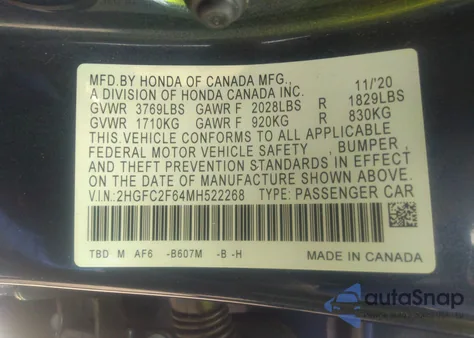 MFD.BY HONDA OF CANADA MFG., 11/'20
A DIVISION OF HONDA CANADA INC.
GVWR 3769LBS GAWR F 2028LBS R 1829LBS
GVWR 1710KG GAWR F 920KG R 830KG
THIS VEHICLE CONFORMS TO ALL APPLICABLE
FEDERAL MOTOR VEHICLE SAFETY, BUMPER,
AND THEFT PREVENTION STANDARDS IN EFFECT
ON THE DATE OF MANUFACTURE SHOWN ABOVE.
V.I.N:2HGFC2F64MH522268 TYPE: PASSENGER CAR
TBD M AF6 -B607M -B -H MADE IN CANADA
autoSnap